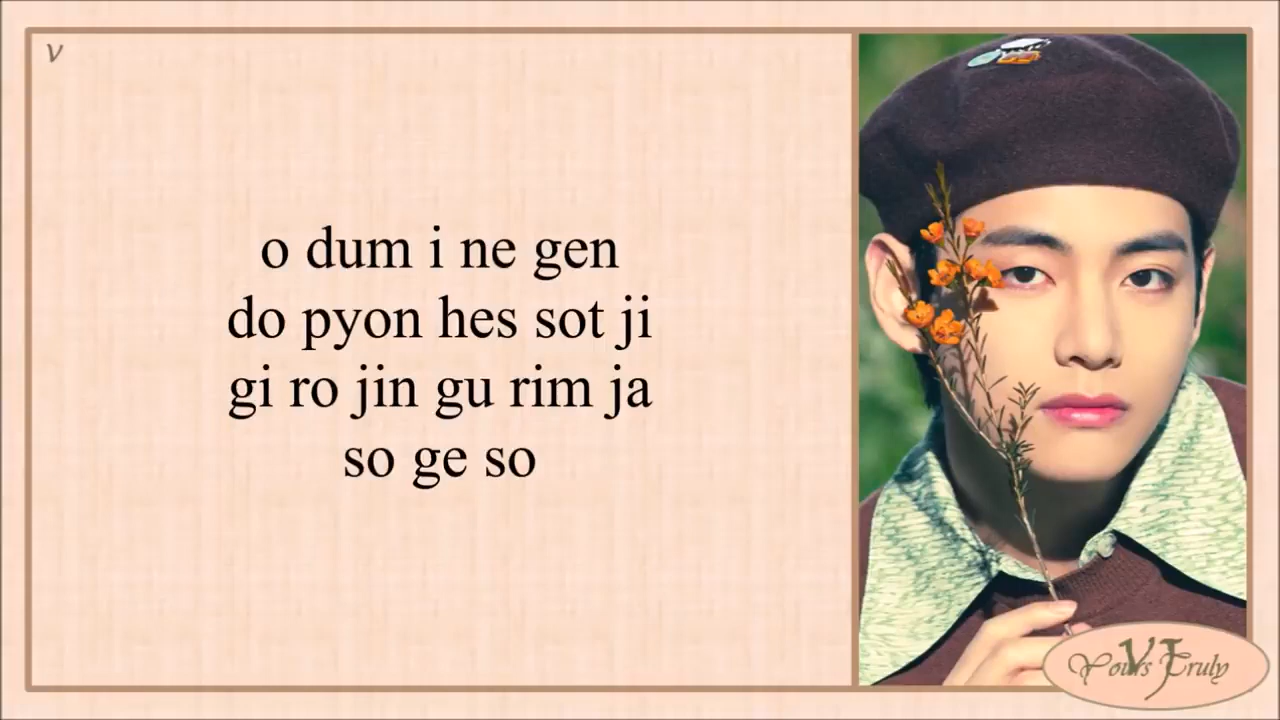 V
o dum i ne gen
do pyon hes sot ji
gi ro jin gu rim ja
so ge so
VJ
Yours Truly